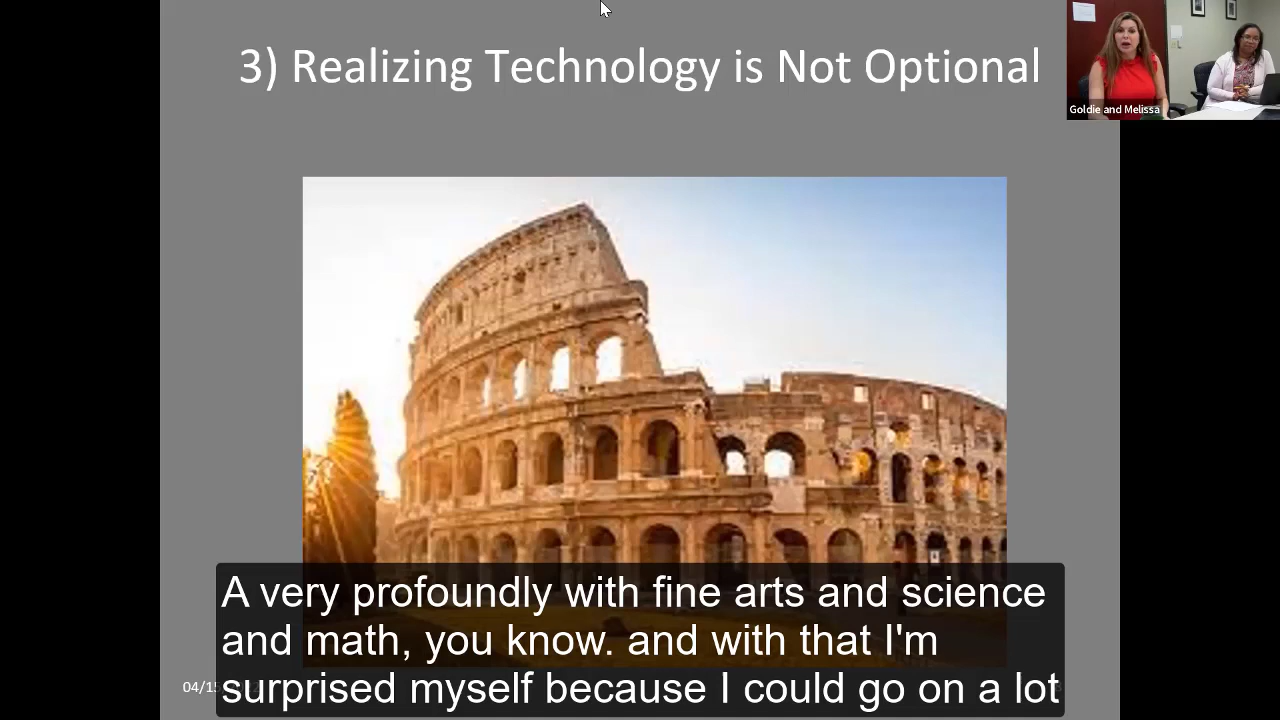 3) Realizing Technology is Not Optional
Goldie and Melissa
A very profoundly with fine arts and science
and math, you know. and with that I'm
surprised myself because I could go on a lot